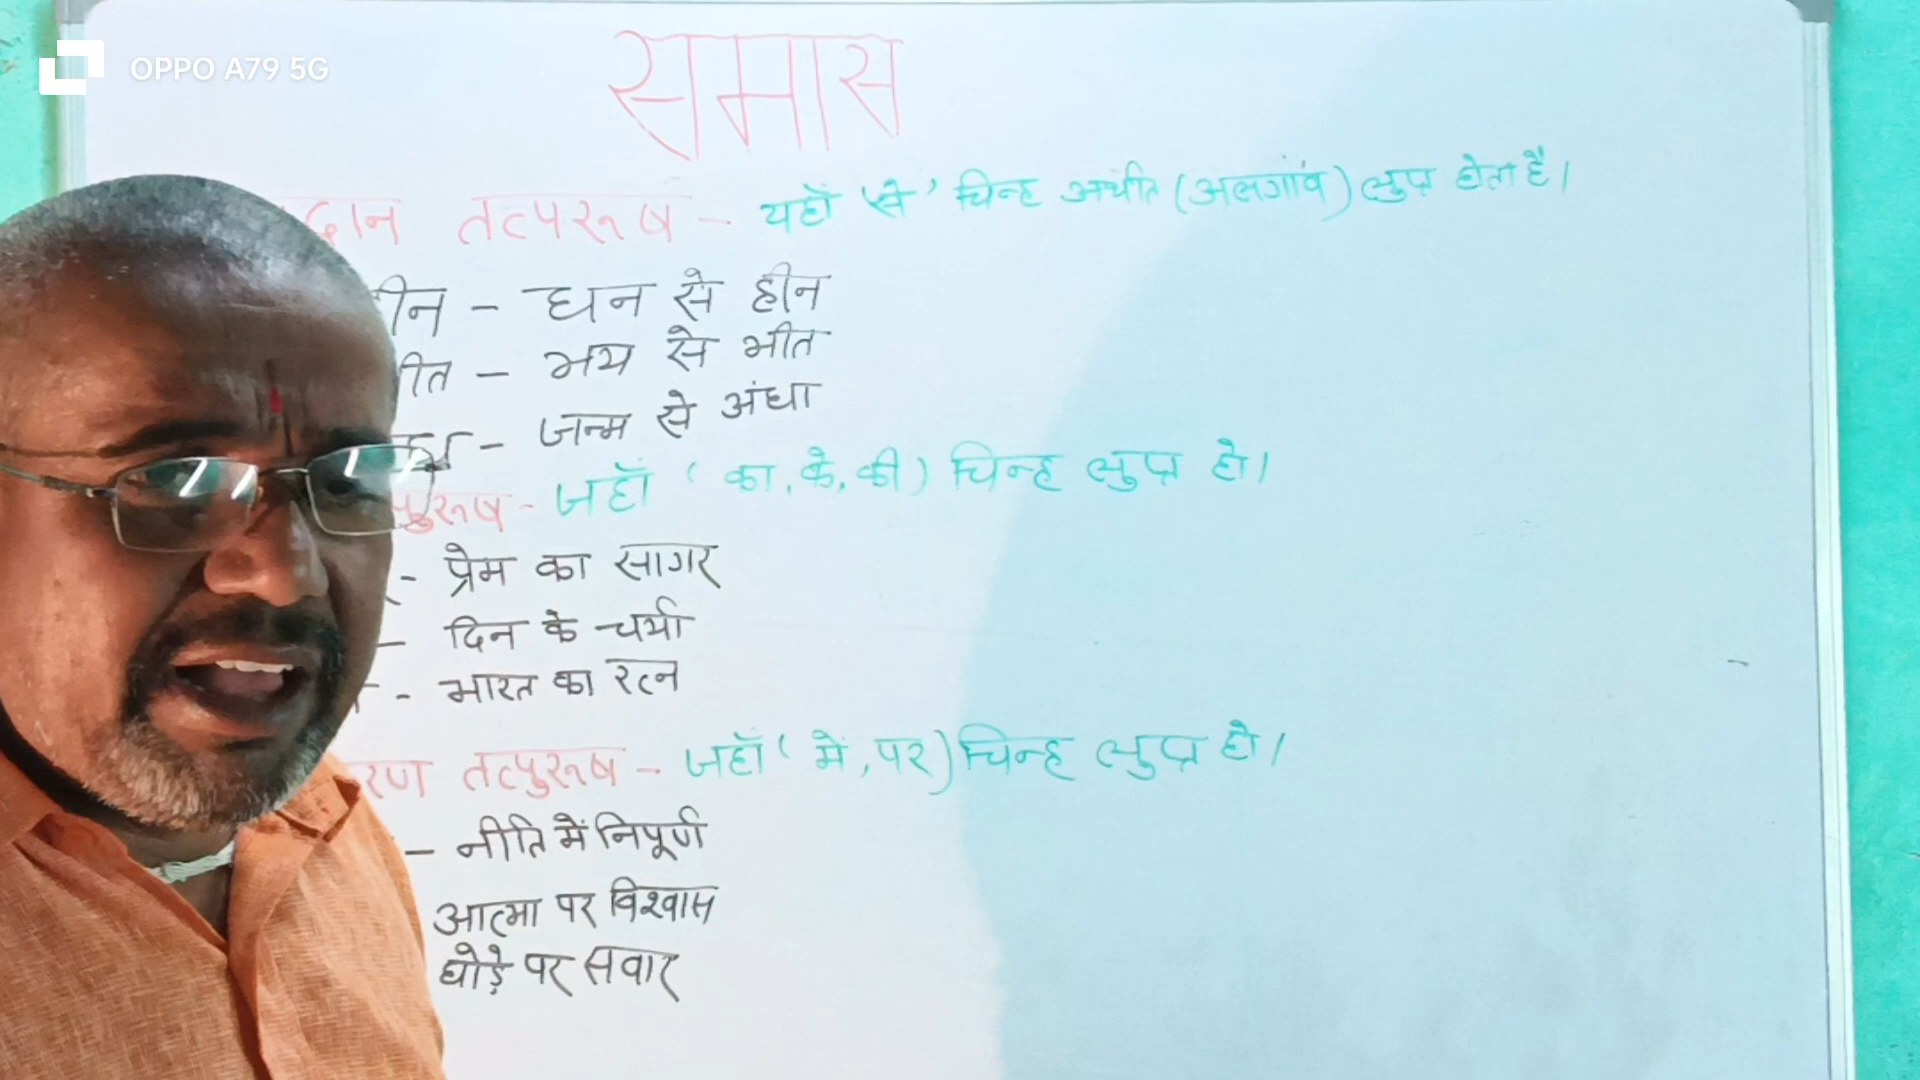 OPPO A79 5G
समास
दान तत्परूष - यहाँ 'से' चिन्ह अर्थात (अलगांव) लुप्त होता है।
ीन - धन से हीन
ीत - भय से भीत
- जन्म से अंधा
पुरूष - जहाँ ( का, के, की) चिन्ह लुप्त हो।
- प्रेम का सागर
- दिन के चर्या
- भारत का रत्न
रण तत्पुरूष - जहाँ ( में, पर) चिन्ह लुप्त हो।
- नीति में निपूर्ण
आत्मा पर विश्वास
घोड़े पर सवार